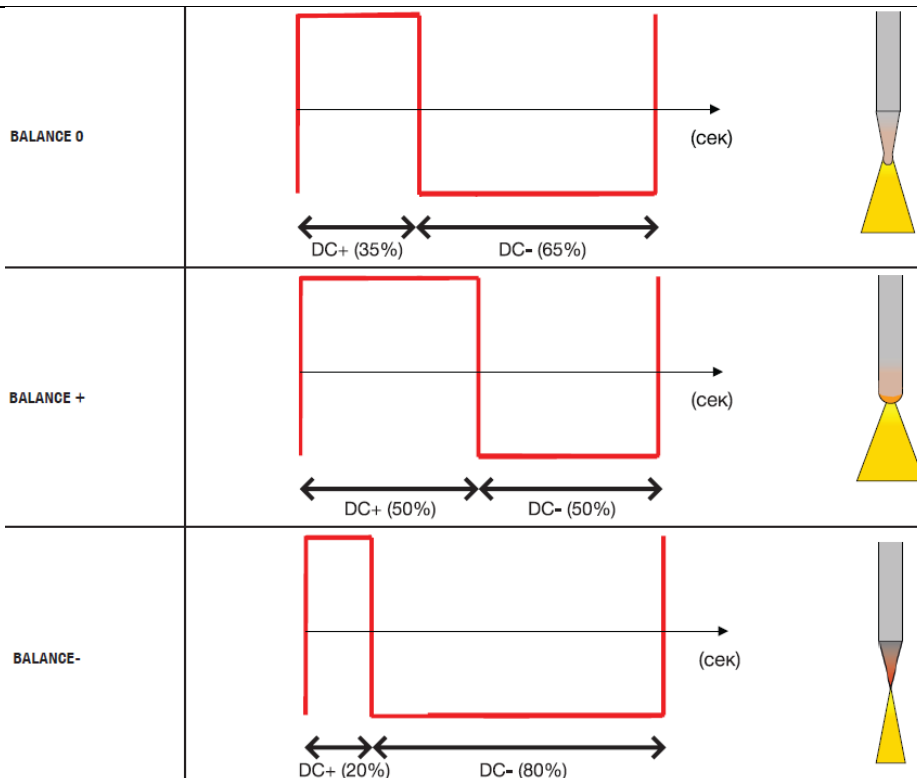 BALANCE 0
(сек)
DC+ (35%) DC- (65%)
BALANCE +
(сек)
DC+ (50%) DC- (50%)
BALANCE-
(сек)
DC+ (20%) DC- (80%)